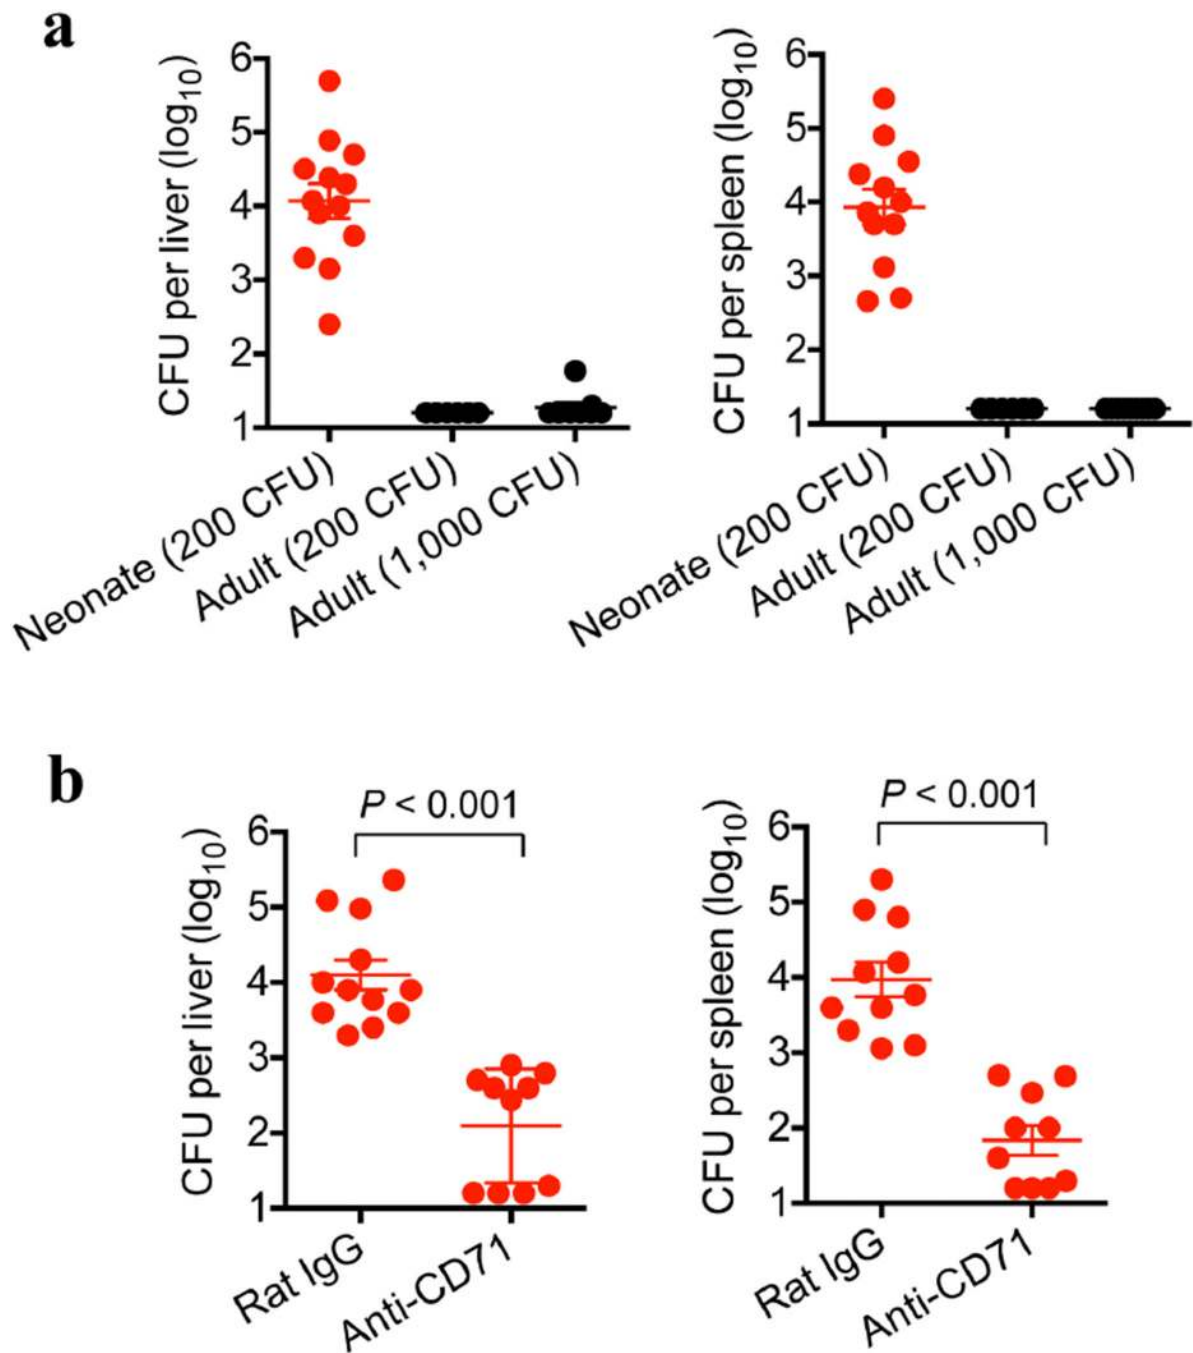 a
CFU per liver (log10)
6
5
4
3
2
1
Neonate (200 CFU)
Adult (200 CFU)
Adult (1,000 CFU)
CFU per spleen (log10)
6
5
4
3
2
1
Neonate (200 CFU)
Adult (200 CFU)
Adult (1,000 CFU)
b
P < 0.001
CFU per liver (log10)
6
5
4
3
2
1
Rat IgG
Anti-CD71
P < 0.001
CFU per spleen (log10)
6
5
4
3
2
1
Rat IgG
Anti-CD71